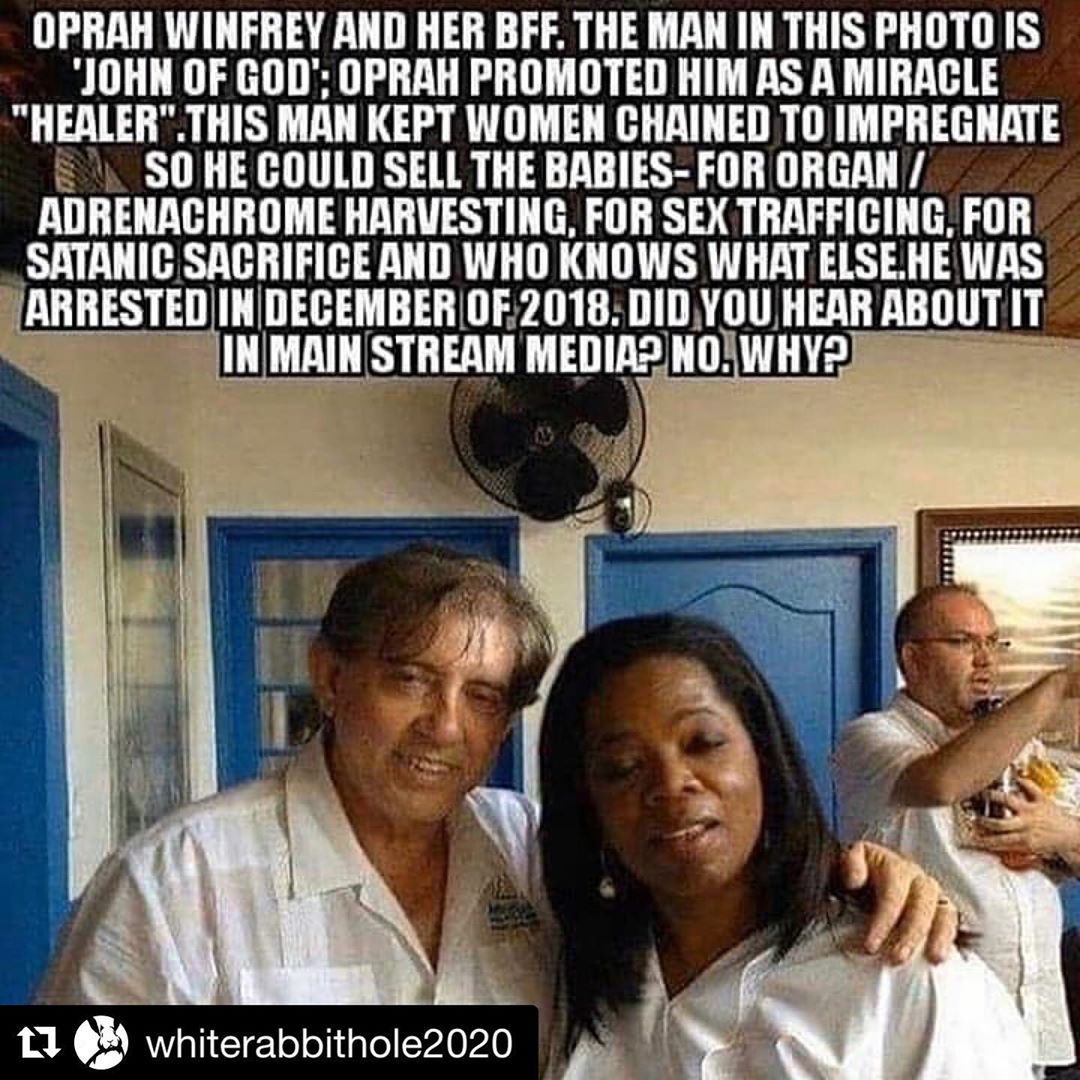 OPRAH WINFREY AND HER BFF. THE MAN IN THIS PHOTO IS
'JOHN OF GOD'; OPRAH PROMOTED HIM AS A MIRACLE
"HEALER".THIS MAN KEPT WOMEN CHAINED TO IMPREGNATE
SO HE COULD SELL THE BABIES- FOR ORGAN /
ADRENACHROME HARVESTING, FOR SEX TRAFFICING, FOR
SATANIC SACRIFICE AND WHO KNOWS WHAT ELSE.HE WAS
ARRESTED IN DECEMBER OF 2018. DID YOU HEAR ABOUT IT
IN MAIN STREAM MEDIA? NO. WHY?
whiterabbithole2020